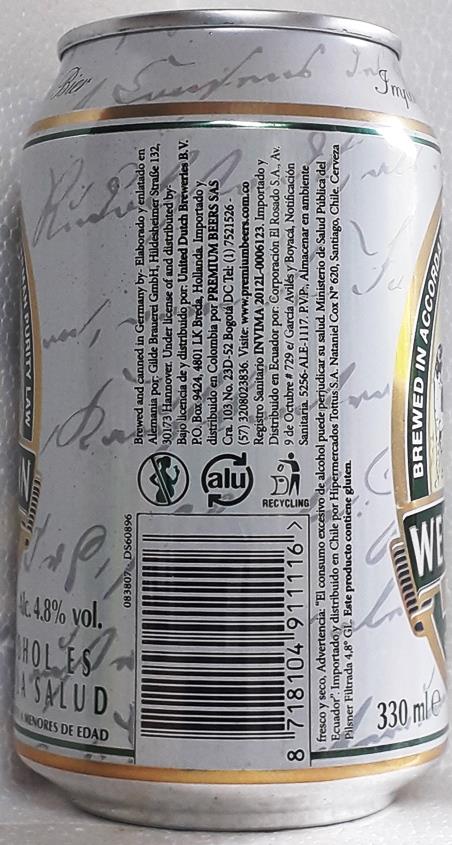 Bier
BREWED IN ACCORDA
PURITY LAW
WE
330 ml e
Alc. 4.8% vol.
OHOL ES
A SALUD
MENORES DE EDAD
Brewed and canned in Germany by- Elaborado y enlatado en
Alemania por; Gilde Brauerei GmbH, Hildesheimer Straße 132,
30173 Hannover. Under license of and distributed by-
Bajo licencia de y distribuido por: United Dutch Breweries B.V.
P.O. Box 9424, 4801 LK Breda, Hollanda. Importado y
distribuido en Colombia por PREMIUM BEERS SAS
Cra. 103 No. 23D-52 Bogotá DC Tel: (1) 7521526 -
(57) 3208023836. Visite: www.premiumbeers.com.co
Registro Sanitario INVIMA 2012L-0006123. Importado y
Distribuido en Ecuador por: Corporación El Rosado S.A., Av.
9 de Octubre # 729 e/ García Avilés y Boyacá, Notificación
Sanitaria. 5256-ALE-1117 P.V.P., Almacenar en ambiente
fresco y seco, Advertencia: "El consumo excesivo de alcohol puede perjudicar su salud. Ministerio de Salud Pública del
Ecuador". Importado y distribuido en Chile por Hipermercados Tottus S.A. Nataniel Cox N° 620, Santiago, Chile. Cerveza
Pilsner Filtrada 4,8° GL. Este producto contiene gluten.
alu
RECYCLING
083807 - DS60896
8 718104 911116 >